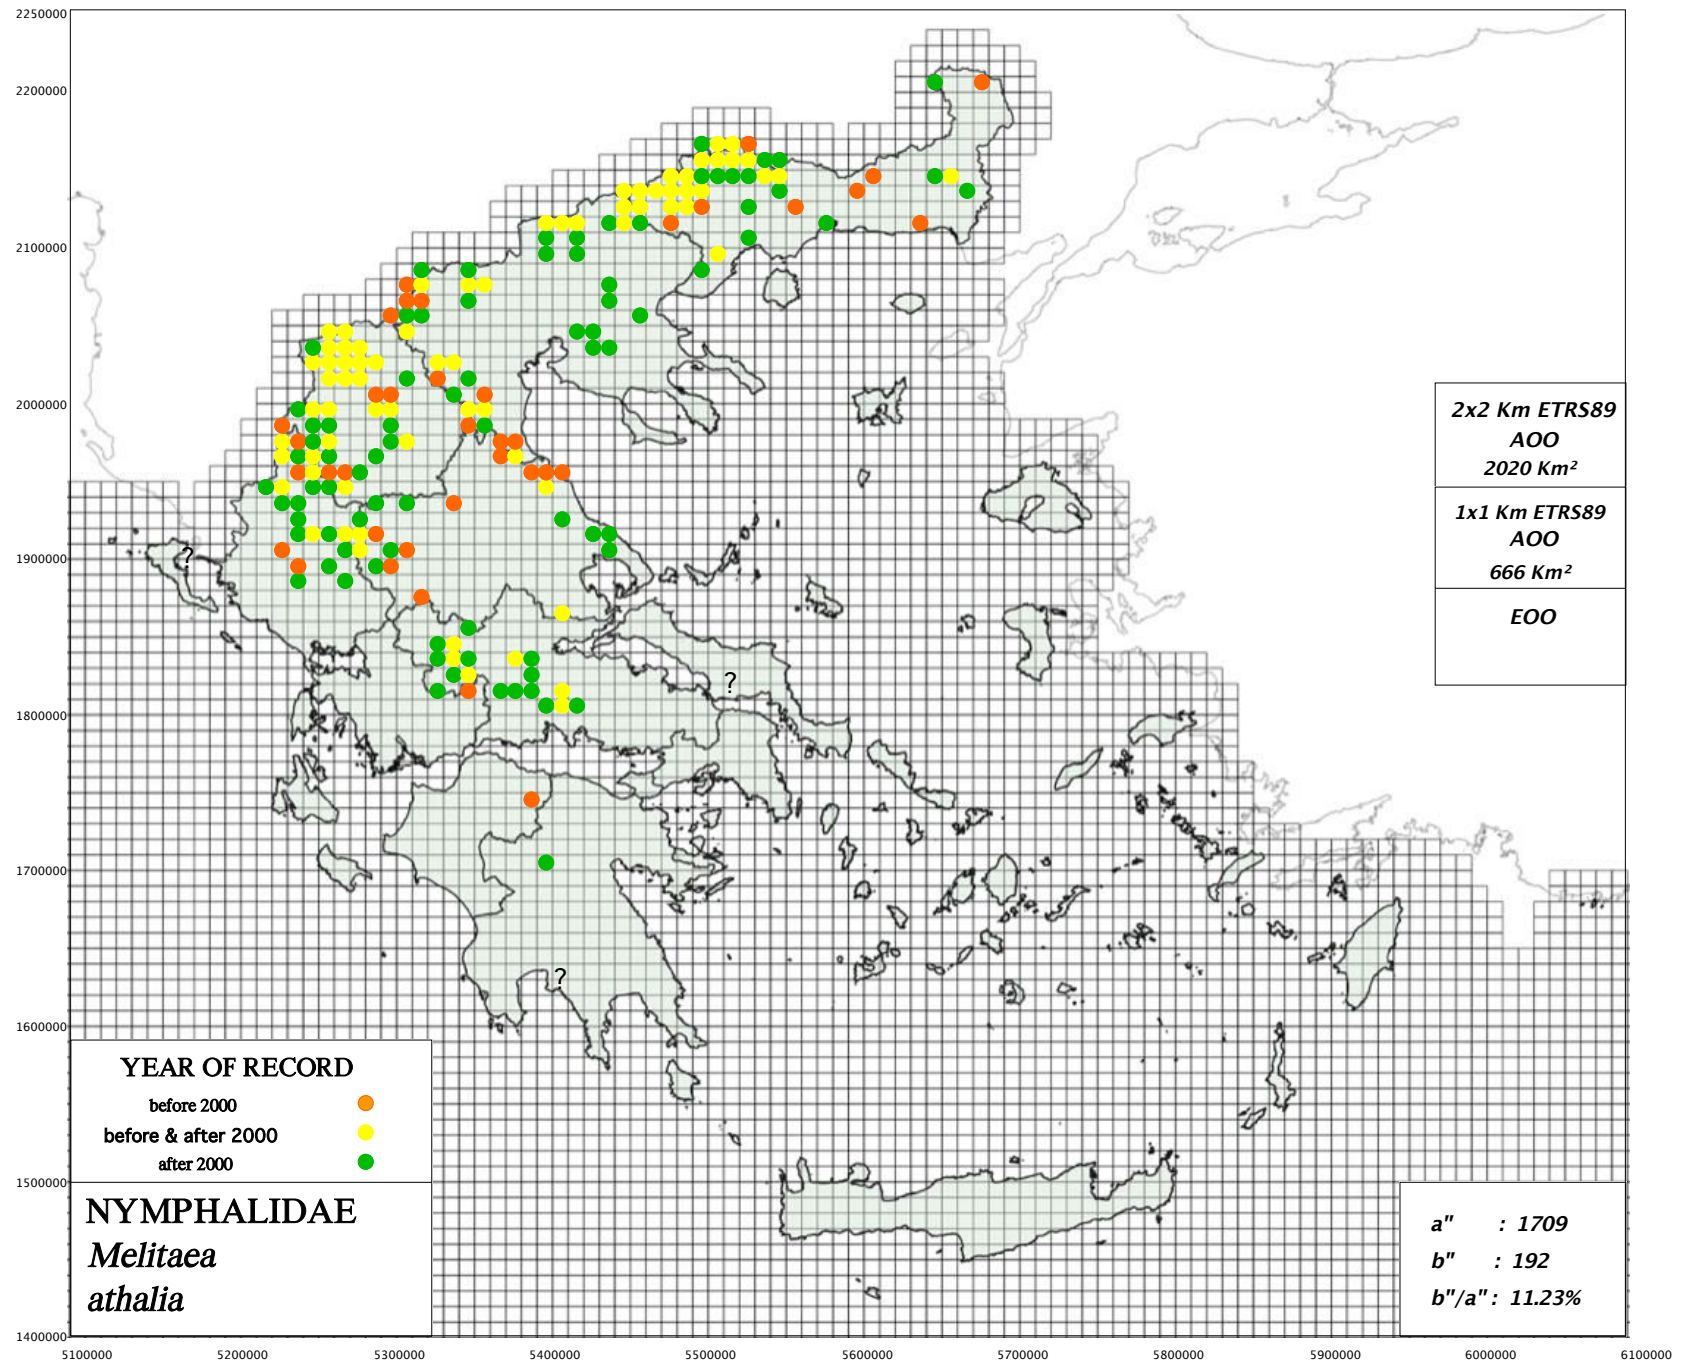 2250000
2200000
2100000
2000000
1900000
1800000
1700000
1600000
1500000
1400000
?
?
?
2x2 Km ETRS89
AOO
2020 Km²
1x1 Km ETRS89
AOO
666 Km²
EOO
YEAR OF RECORD
before 2000
before & after 2000
after 2000
NYMPHALIDAE
Melitaea
athalia
a" : 1709
b" : 192
b"/a" : 11.23%
5100000 5200000 5300000 5400000 5500000 5600000 5700000 5800000 5900000 6000000 6100000